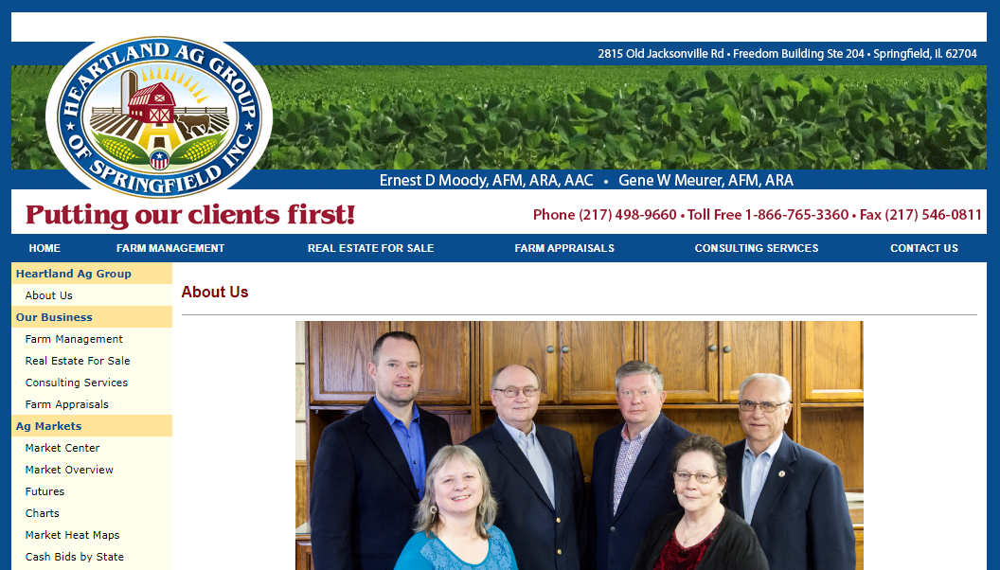 2815 Old Jacksonville Rd • Freedom Building Ste 204 • Springfield, Il. 62704
HEARTLAND AG GROUP
OF SPRINGFIELD INC.
Ernest D Moody, AFM, ARA, AAC • Gene W Meurer, AFM, ARA
Putting our clients first!
Phone (217) 498-9660 • Toll Free 1-866-765-3360 • Fax (217) 546-0811
HOME FARM MANAGEMENT REAL ESTATE FOR SALE FARM APPRAISALS CONSULTING SERVICES CONTACT US
Heartland Ag Group
About Us
Our Business
Farm Management
Real Estate For Sale
Consulting Services
Farm Appraisals
Ag Markets
Market Center
Market Overview
Futures
Charts
Market Heat Maps
Cash Bids by State
About Us